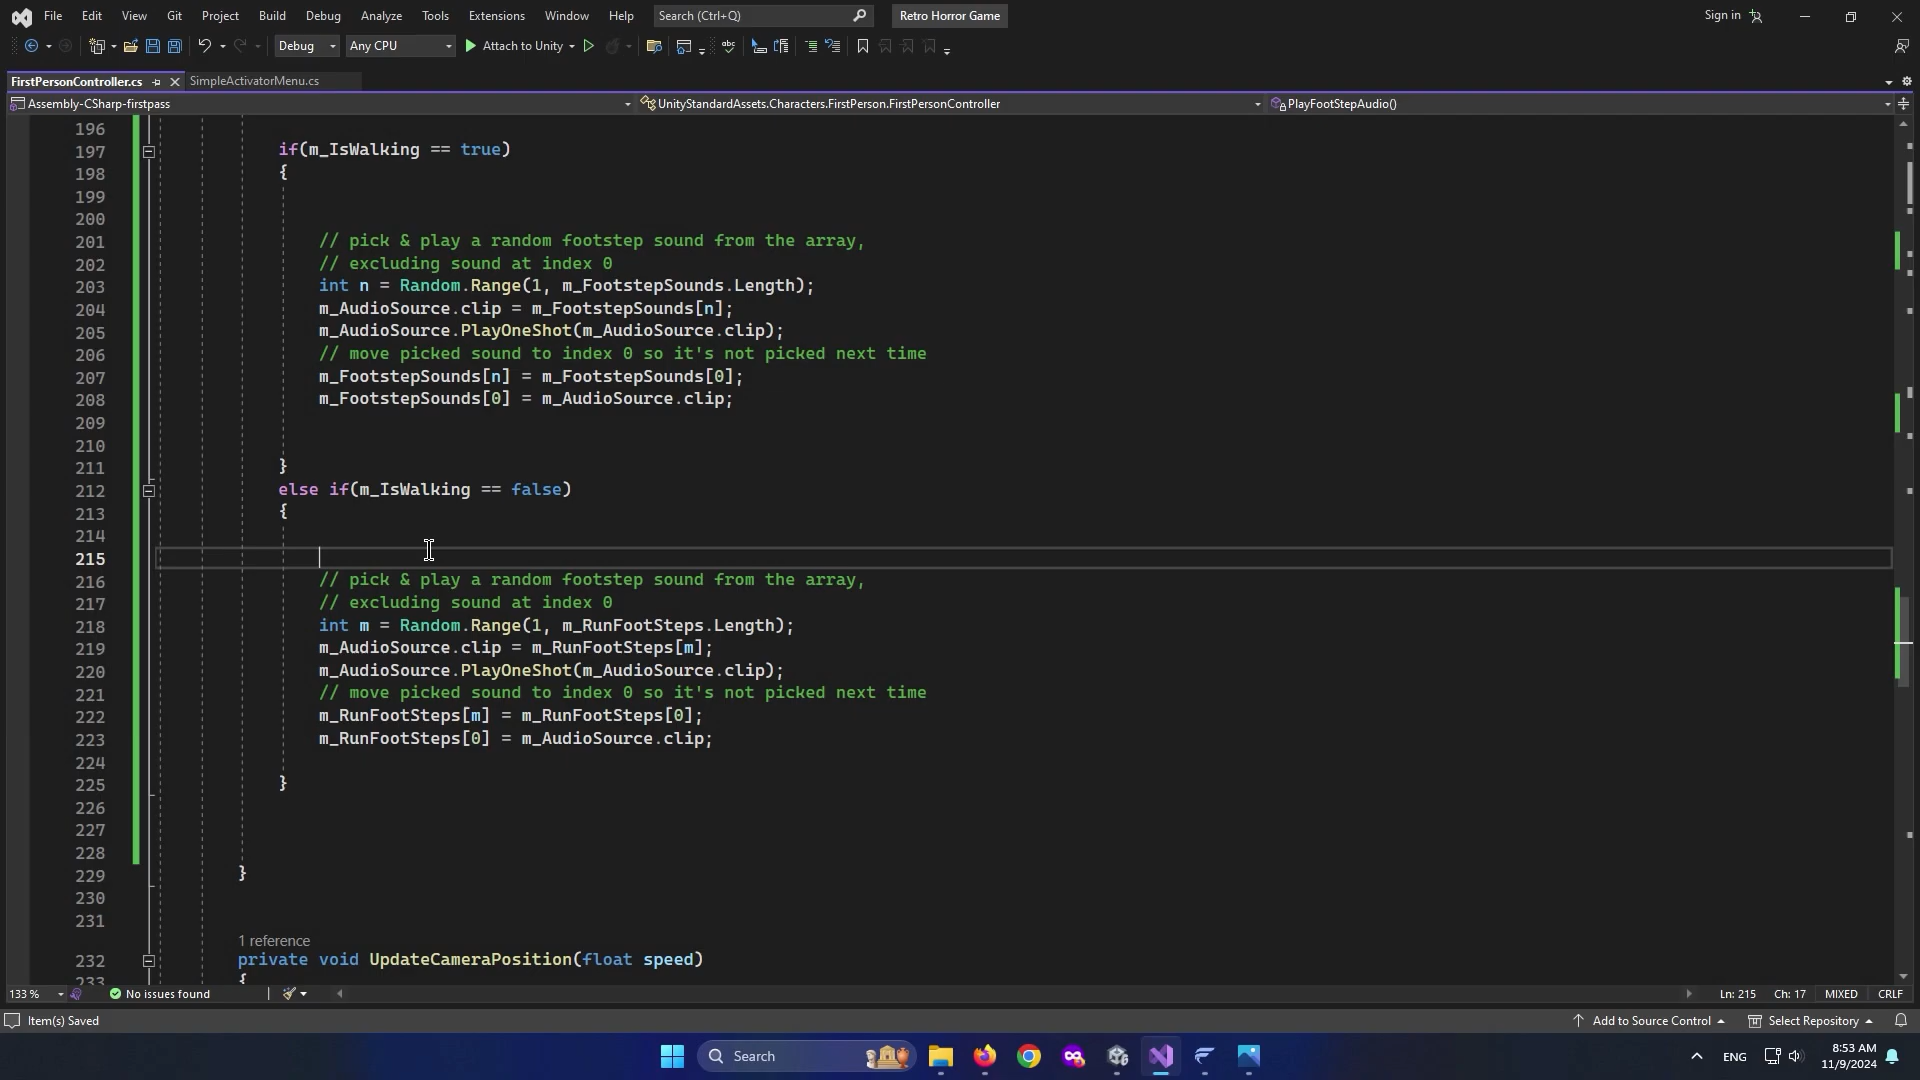 File Edit View Git Project Build Debug Analyze Tools Extensions Window Help Search (Ctrl+Q) Retro Horror Game Sign in
Debug Any CPU Attach to Unity
FirstPersonController.cs SimpleActivatorMenu.cs
Assembly-CSharp-firstpass UnityStandardAssets.Characters.FirstPerson.FirstPersonController PlayFootStepAudio()
196
197 if(m_IsWalking == true)
198 {
199
200
201 // pick & play a random footstep sound from the array,
202 // excluding sound at index 0
203 int n = Random.Range(1, m_FootstepSounds.Length);
204 m_AudioSource.clip = m_FootstepSounds[n];
205 m_AudioSource.PlayOneShot(m_AudioSource.clip);
206 // move picked sound to index 0 so it's not picked next time
207 m_FootstepSounds[n] = m_FootstepSounds[0];
208 m_FootstepSounds[0] = m_AudioSource.clip;
209
210
211 }
212 else if(m_IsWalking == false)
213 {
214
215
216 // pick & play a random footstep sound from the array,
217 // excluding sound at index 0
218 int m = Random.Range(1, m_RunFootSteps.Length);
219 m_AudioSource.clip = m_RunFootSteps[m];
220 m_AudioSource.PlayOneShot(m_AudioSource.clip);
221 // move picked sound to index 0 so it's not picked next time
222 m_RunFootSteps[m] = m_RunFootSteps[0];
223 m_RunFootSteps[0] = m_AudioSource.clip;
224
225 }
226
227
228
229 }
230
231
1 reference
232 private void UpdateCameraPosition(float speed)
233 {
133 % No issues found Ln: 215 Ch: 17 MIXED CRLF
Item(s) Saved Add to Source Control Select Repository
Search ENG 8:53 AM
11/9/2024